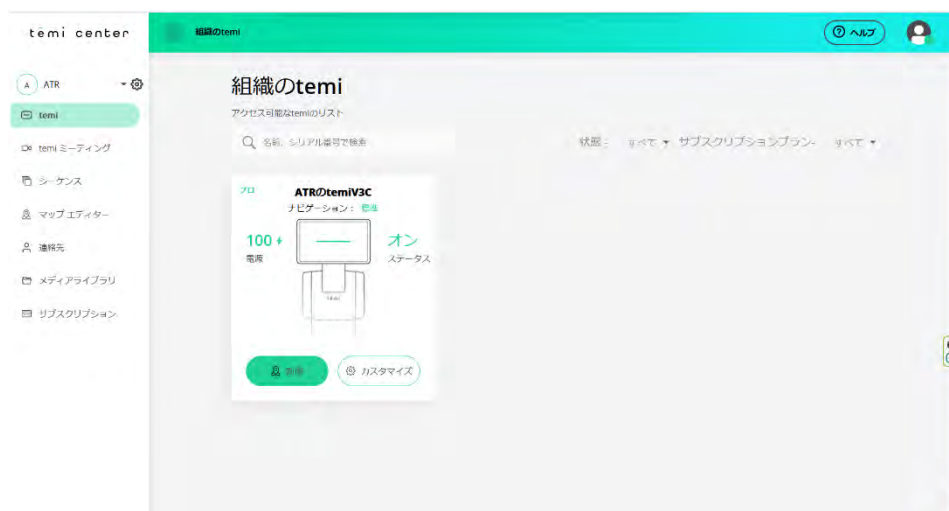 temi center
組織のtemi
ヘルプ
A ATR
temi
temi ミーティング
シーケンス
マップ エディター
連絡先
メディアライブラリ
サブスクリプション
組織のtemi
アクセス可能なtemiのリスト
名前、シリアル番号で検索
状態: すべて サブスクリプションプラン: すべて
プロ
ATRのtemiV3C
ナビゲーション: 標準
100 オン
電源 ステータス
temi
カスタマイズ